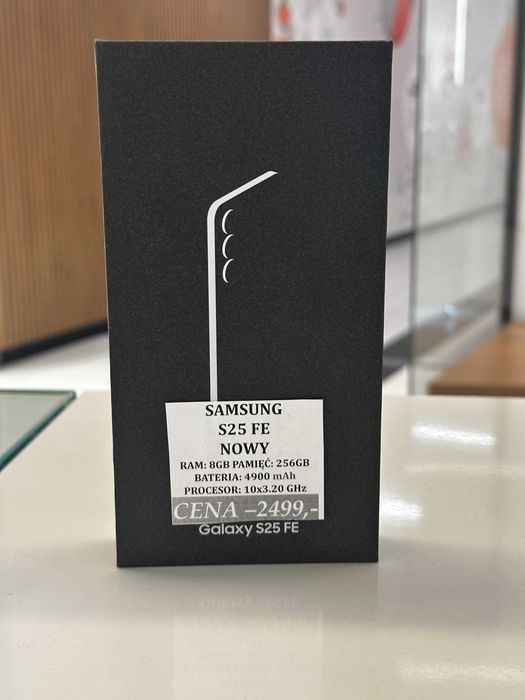 SAMSUNG
S25 FE
NOWY
RAM: 8GB PAMIĘĆ: 256GB
BATERIA: 4900 mAh
PROCESOR: 10x3.20 GHz
CENA –2499,-
Galaxy S25 FE